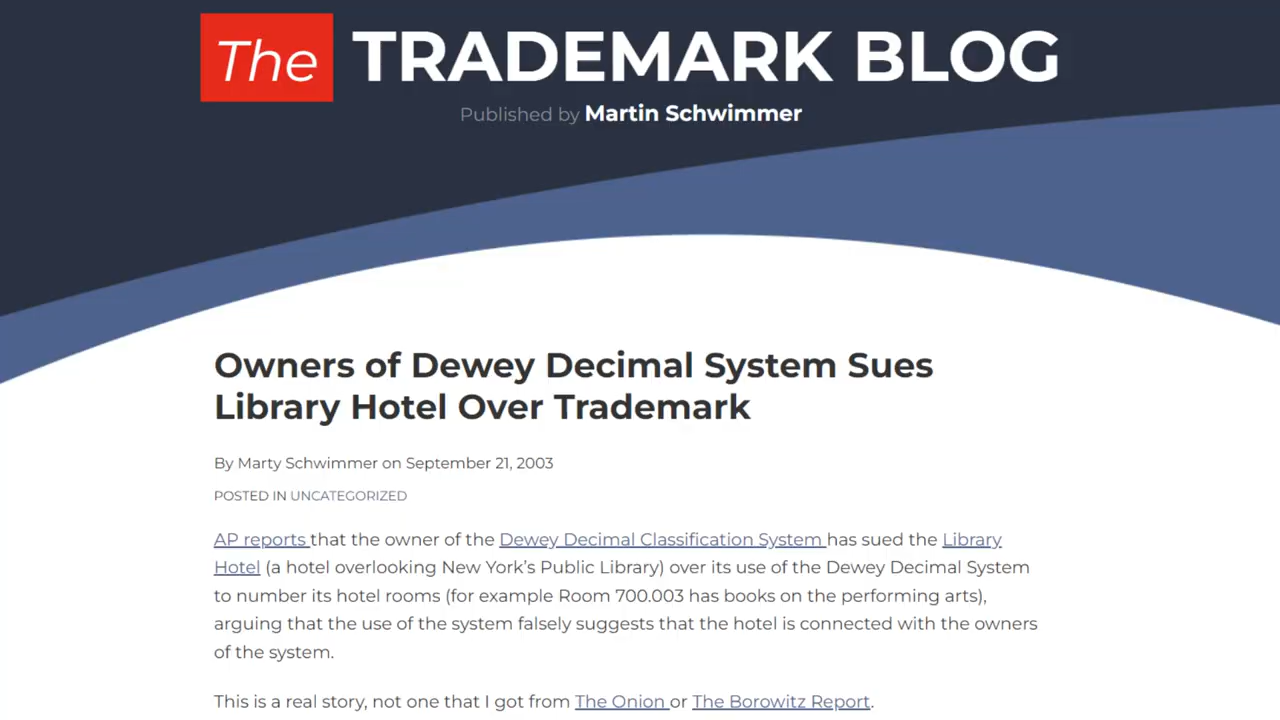 The TRADEMARK BLOG
Published by Martin Schwimmer
Owners of Dewey Decimal System Sues
Library Hotel Over Trademark
By Marty Schwimmer on September 21, 2003
POSTED IN UNCATEGORIZED
AP reports that the owner of the Dewey Decimal Classification System has sued the Library
Hotel (a hotel overlooking New York’s Public Library) over its use of the Dewey Decimal System
to number its hotel rooms (for example Room 700.003 has books on the performing arts),
arguing that the use of the system falsely suggests that the hotel is connected with the owners
of the system.
This is a real story, not one that I got from The Onion or The Borowitz Report.